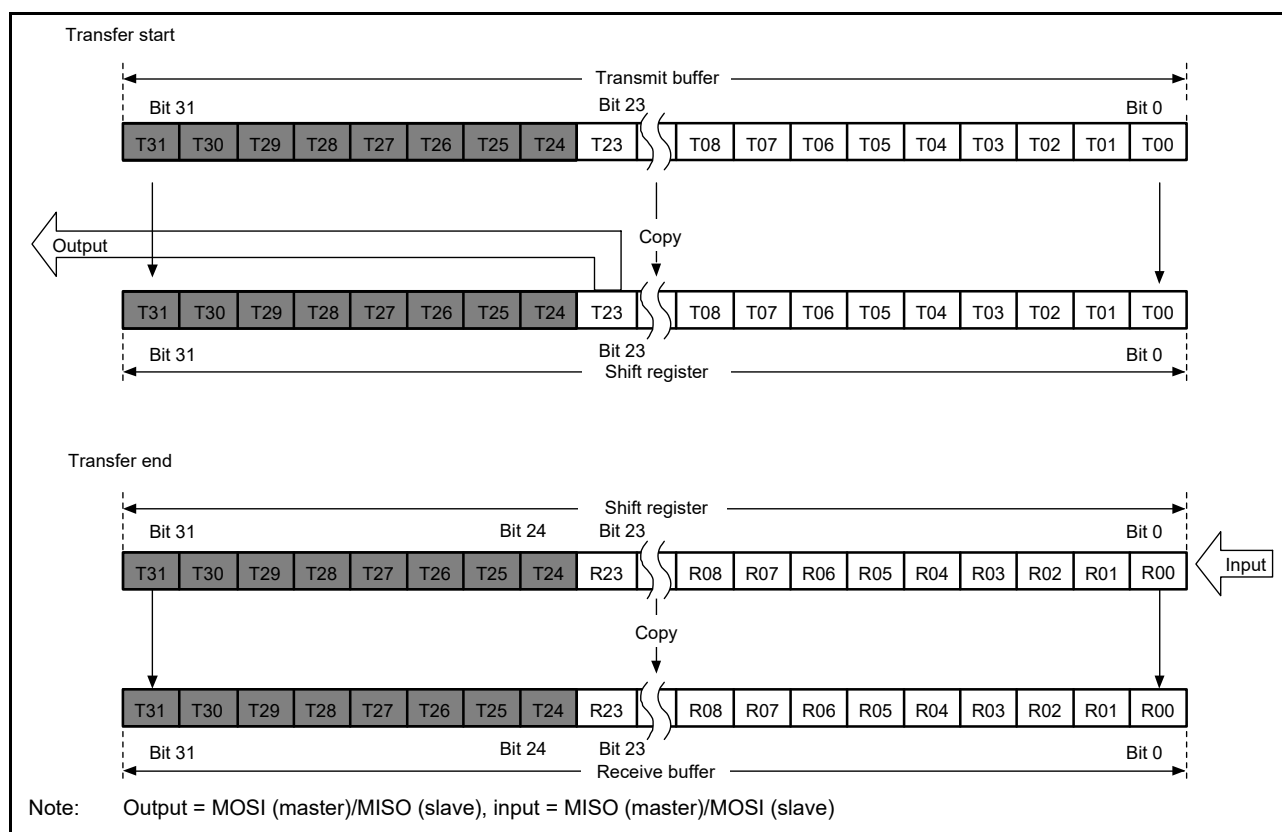 Transfer start
Transmit buffer
Bit 31 Bit 23 Bit 0
T31 T30 T29 T28 T27 T26 T25 T24 T23 T08 T07 T06 T05 T04 T03 T02 T01 T00
Output Copy
T31 T30 T29 T28 T27 T26 T25 T24 T23 T08 T07 T06 T05 T04 T03 T02 T01 T00
Bit 31 Bit 23 Bit 0
Shift register
Transfer end
Shift register
Bit 31 Bit 24 Bit 23 Bit 0
T31 T30 T29 T28 T27 T26 T25 T24 R23 R08 R07 R06 R05 R04 R03 R02 R01 R00 Input
Copy
T31 T30 T29 T28 T27 T26 T25 T24 R23 R08 R07 R06 R05 R04 R03 R02 R01 R00
Bit 31 Bit 24 Bit 23 Bit 0
Receive buffer
Note: Output = MOSI (master)/MISO (slave), input = MISO (master)/MOSI (slave)